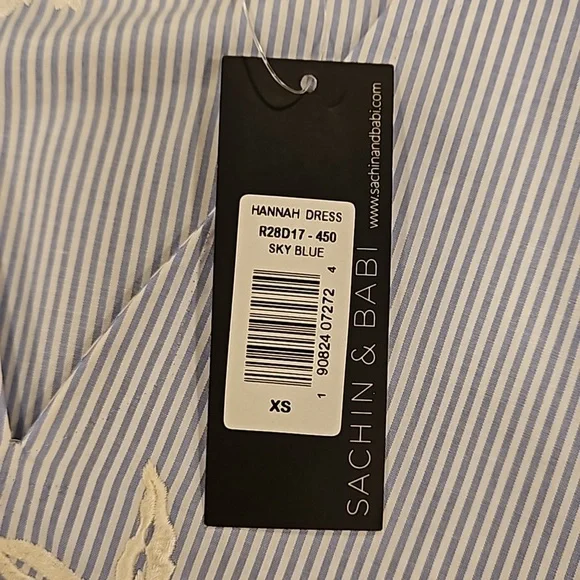 HANNAH DRESS
R28D17 - 450
SKY BLUE
1 90824 07272 4
XS
SACHIN & BABI
www.sachinandbabi.com